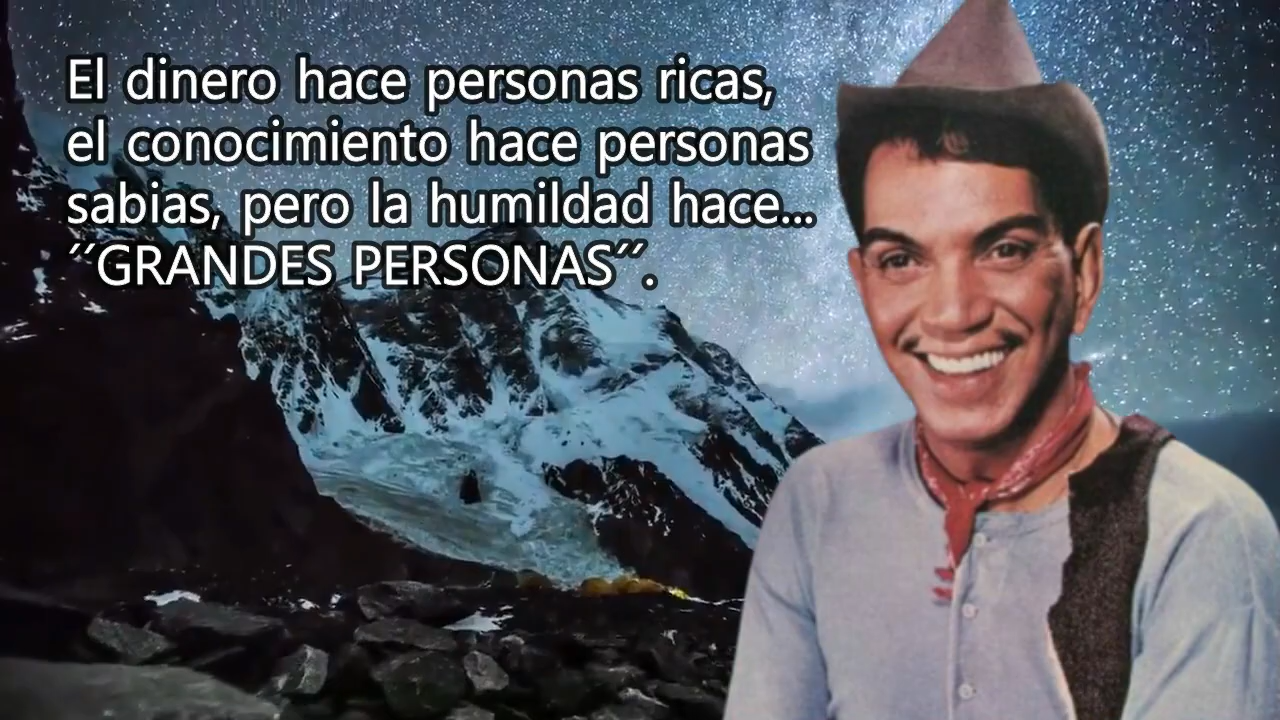 El dinero hace personas ricas,
el conocimiento hace personas
sabias, pero la humildad hace...
´´GRANDES PERSONAS´´.